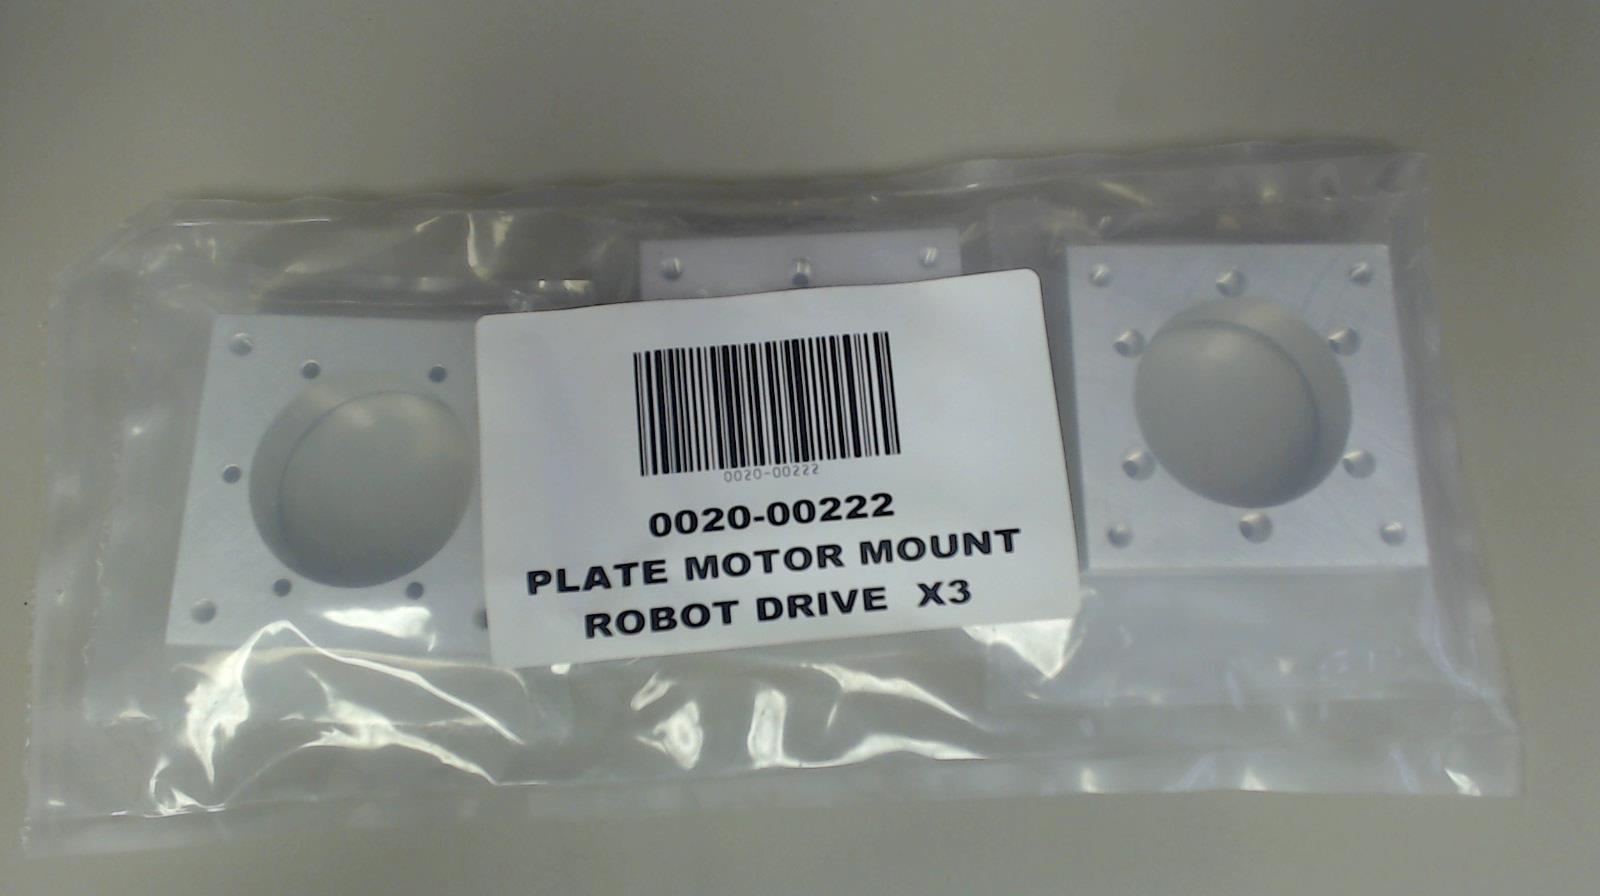 0020-00222
0020-00222
PLATE MOTOR MOUNT
ROBOT DRIVE X3